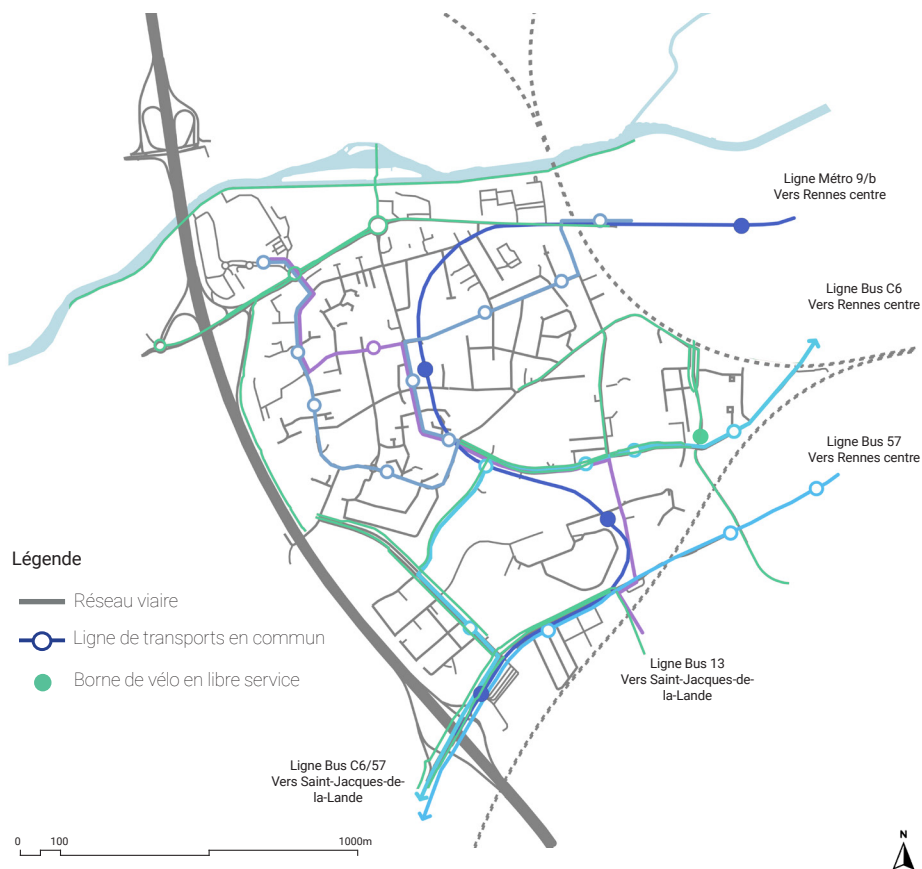 Ligne Métro 9/b
Vers Rennes centre
Ligne Bus C6
Vers Rennes centre
Ligne Bus 57
Vers Rennes centre
Légende
Réseau viaire
Ligne de transports en commun
Borne de vélo en libre service
Ligne Bus 13
Vers Saint-Jacques-de-
la-Lande
Ligne Bus C6/57
Vers Saint-Jacques-de-
la-Lande
0 100 1000m
N